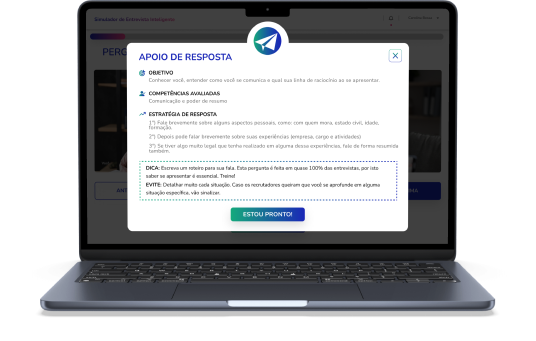 Simulador de Entrevista Inteligente
PERG
APOIO DE RESPOSTA
OBJETIVO
Conhecer você, entender como você se comunica e qual sua linha de raciocínio ao se apresentar.
COMPETÊNCIAS AVALIADAS
Comunicação e poder de resumo
ESTRATÉGIA DE RESPOSTA
1º) Fale brevemente sobre alguns aspectos pessoais, como: com quem mora, estado civil, idade,
formação.
2º) Depois pode falar brevemente sobre suas experiências (empresa, cargo e atividades)
3º) Se tiver algo muito legal que tenha realizado em alguma dessa experiências, fale de forma resumida
também.
DICA: Escreva um roteiro para sua fala. Esta pergunta é feita em quase 100% das entrevistas, por isto
saber se apresentar é essencial. Treine!
EVITE: Detalhar muito cada situação. Caso os recrutadores queiram que você se aprofunde em alguma
situação específica, vão sinalizar.
ANT
ESTOU PRONTO!